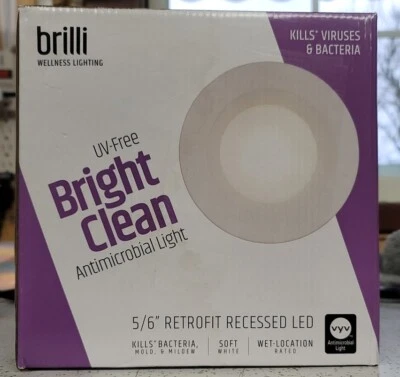 brilli
WELLNESS LIGHTING
KILLS* VIRUSES
& BACTERIA
UV-Free
Bright
Clean
Antimicrobial Light
5/6" RETROFIT RECESSED LED
KILLS* BACTERIA,
MOLD, & MILDEW
SOFT
WHITE
WET-LOCATION
RATED
vyv
Antimicrobial
Light